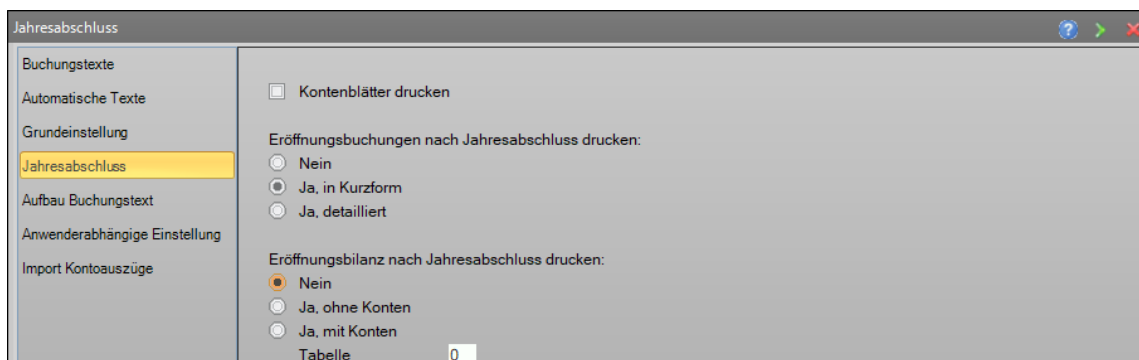 Jahresabschluss
Buchungstexte
Automatische Texte
Grundeinstellung
Jahresabschluss
Aufbau Buchungstext
Anwenderabhängige Einstellung
Import Kontoauszüge
Kontenblätter drucken
Eröffnungsbuchungen nach Jahresabschluss drucken:
Nein
Ja, in Kurzform
Ja, detailliert
Eröffnungsbilanz nach Jahresabschluss drucken:
Nein
Ja, ohne Konten
Ja, mit Konten
Tabelle 0